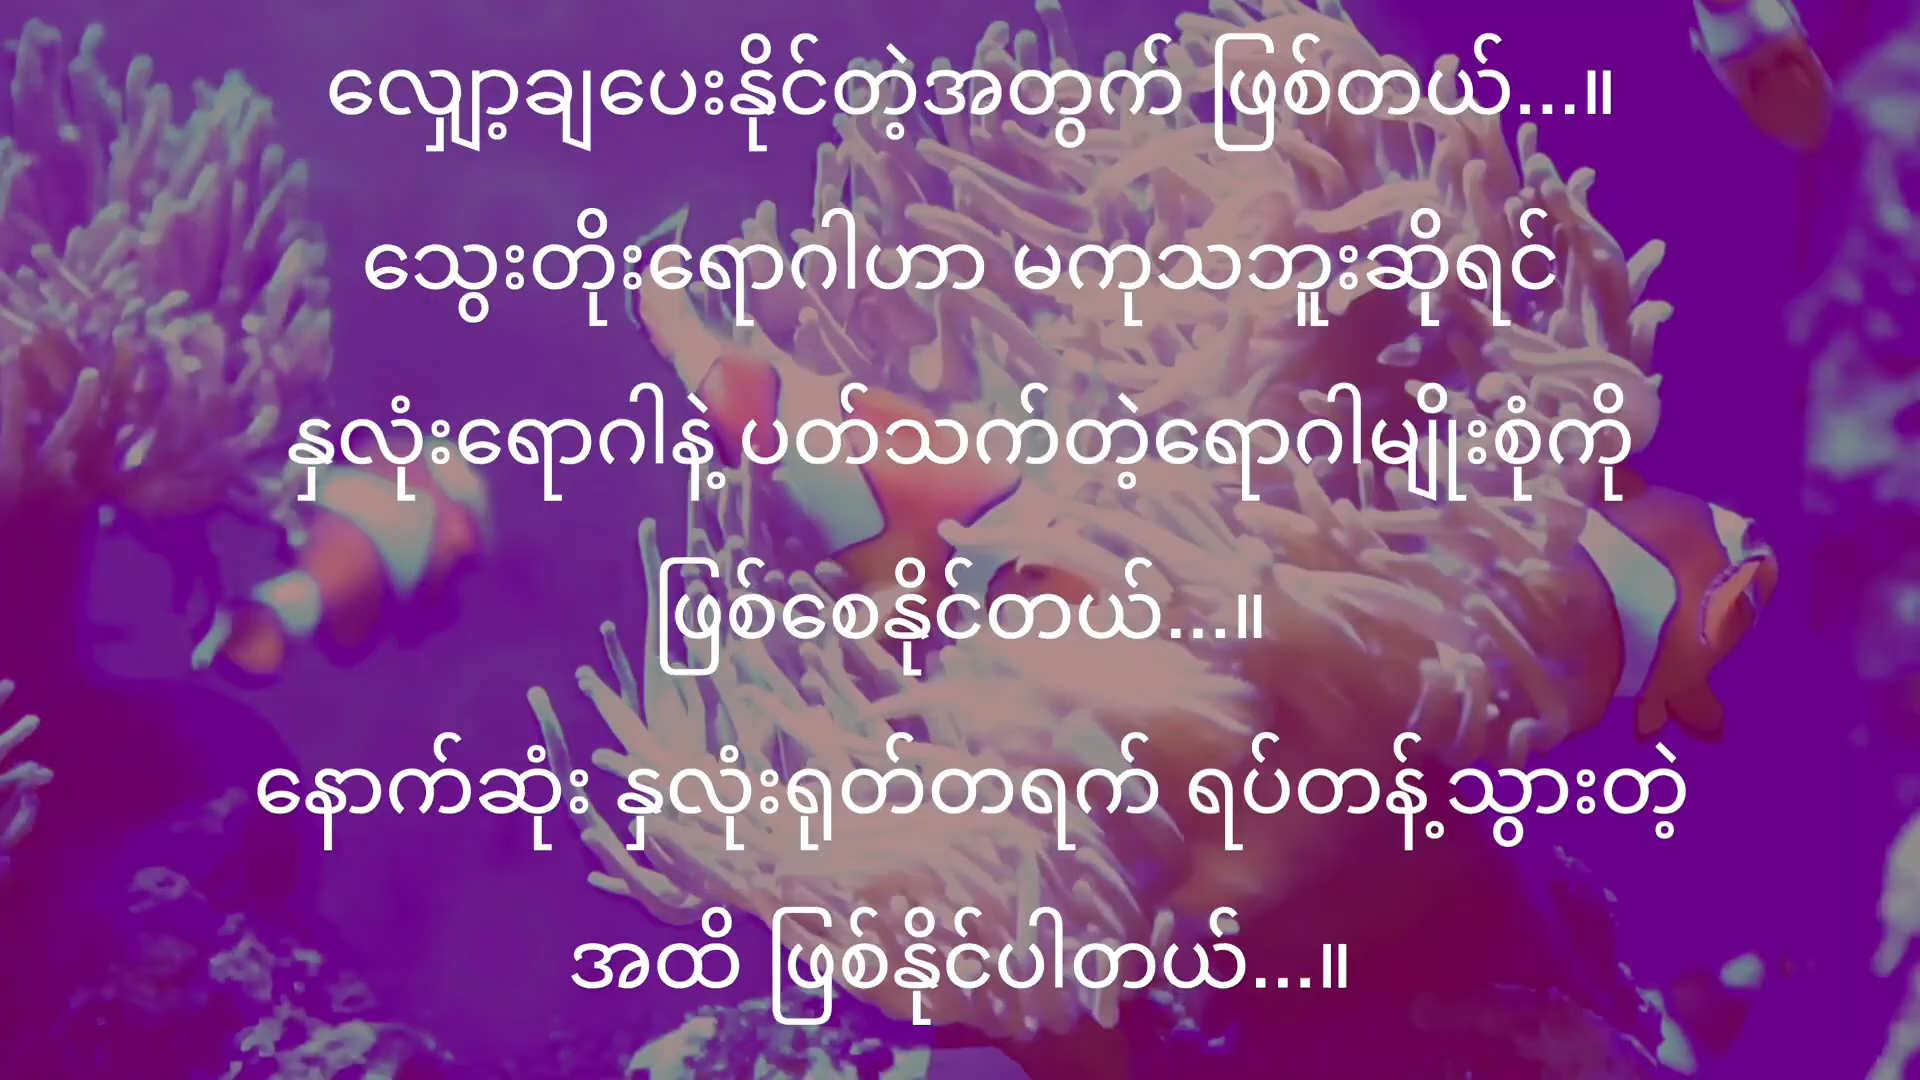 လျှော့ချပေးနိုင်တဲ့အတွက် ဖြစ်တယ်...။
သွေးတိုးရောဂါဟာ မကုသဘူးဆိုရင်
နှလုံးရောဂါနဲ့ ပတ်သက်တဲ့ရောဂါမျိုးစုံကို
ဖြစ်စေနိုင်တယ်...။
နောက်ဆုံး နှလုံးရုတ်တရက် ရပ်တန့်သွားတဲ့
အထိ ဖြစ်နိုင်ပါတယ်...။